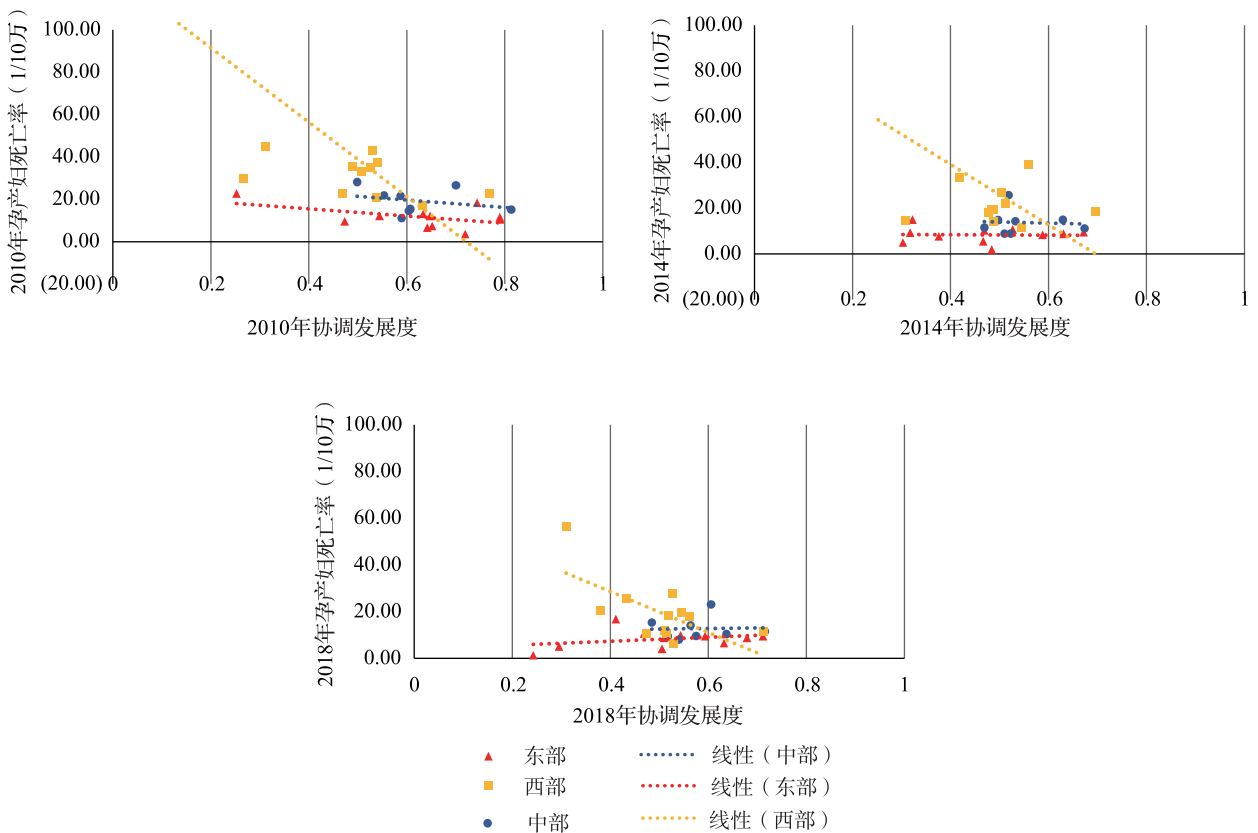 2010年孕产妇死亡率（1/10万）
100.00
80.00
60.00
40.00
20.00
0.00
(20.00) 0 0.2 0.4 0.6 0.8 1
2010年协调发展度
2014年孕产妇死亡率（1/10万）
100.00
80.00
60.00
40.00
20.00
0.00
(20.00) 0 0.2 0.4 0.6 0.8 1
2014年协调发展度
2018年孕产妇死亡率（1/10万）
100.00
80.00
60.00
40.00
20.00
0.00
0 0.2 0.4 0.6 0.8 1
2018年协调发展度
东部 线性（中部）
西部 线性（东部）
中部 线性（西部）